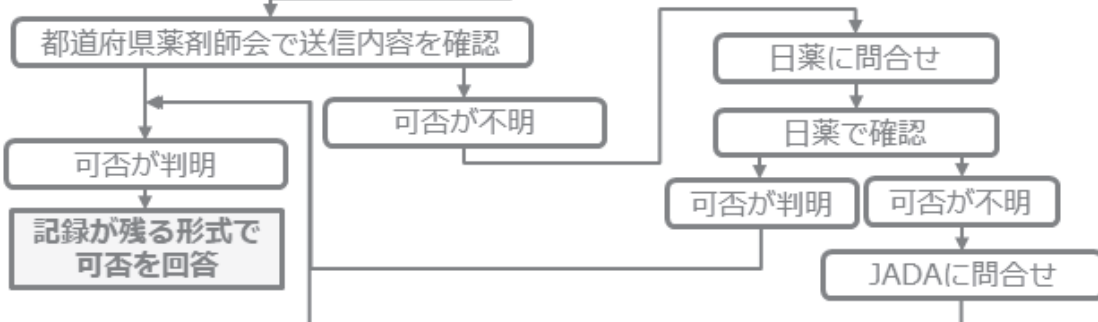 都道府県薬剤師会で送信内容を確認
日薬に問合せ
可否が不明
日薬で確認
可否が判明
可否が判明
可否が不明
記録が残る形式で
可否を回答
JADAに問合せ